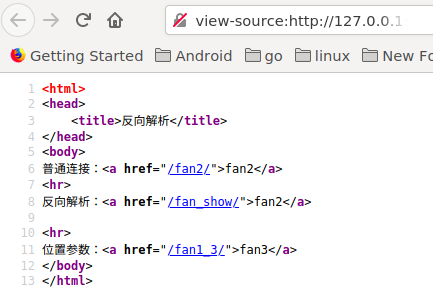 view-source:http://127.0.0.1
Getting Started Android go linux New Fo
1 <html>
2 <head>
3 <title>反向解析</title>
4 </head>
5 <body>
6 普通连接：<a href="/fan2/">fan2</a>
7 <hr>
8 反向解析：<a href="/fan_show/">fan2</a>
9
10 <hr>
11 位置参数：<a href="/fan1_3/">fan3</a>
12 </body>
13 </html>